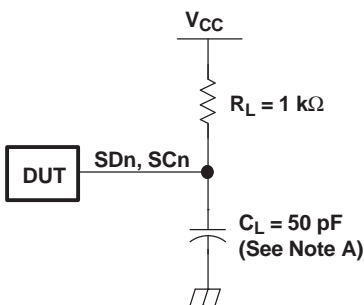 VCC
RL = 1 kΩ
SDn, SCn
DUT
CL = 50 pF
(See Note A)